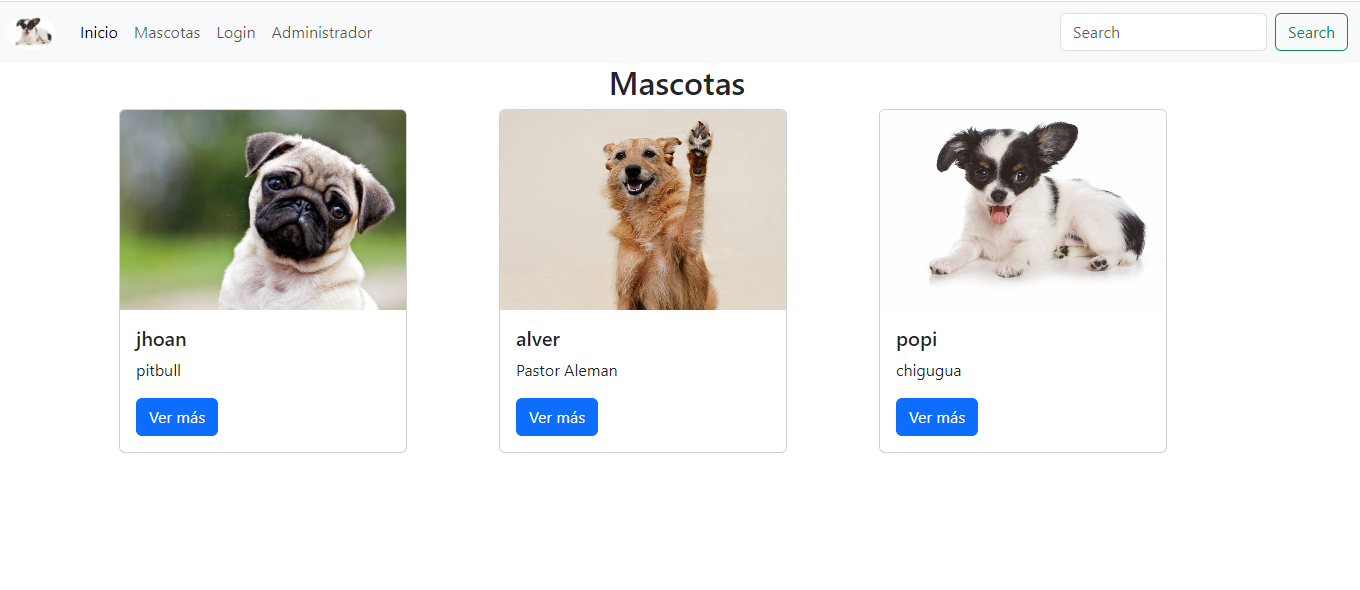 Inicio Mascotas Login Administrador Search Search
Mascotas
jhoan
pitbull
Ver más
alver
Pastor Aleman
Ver más
popi
chigugua
Ver más